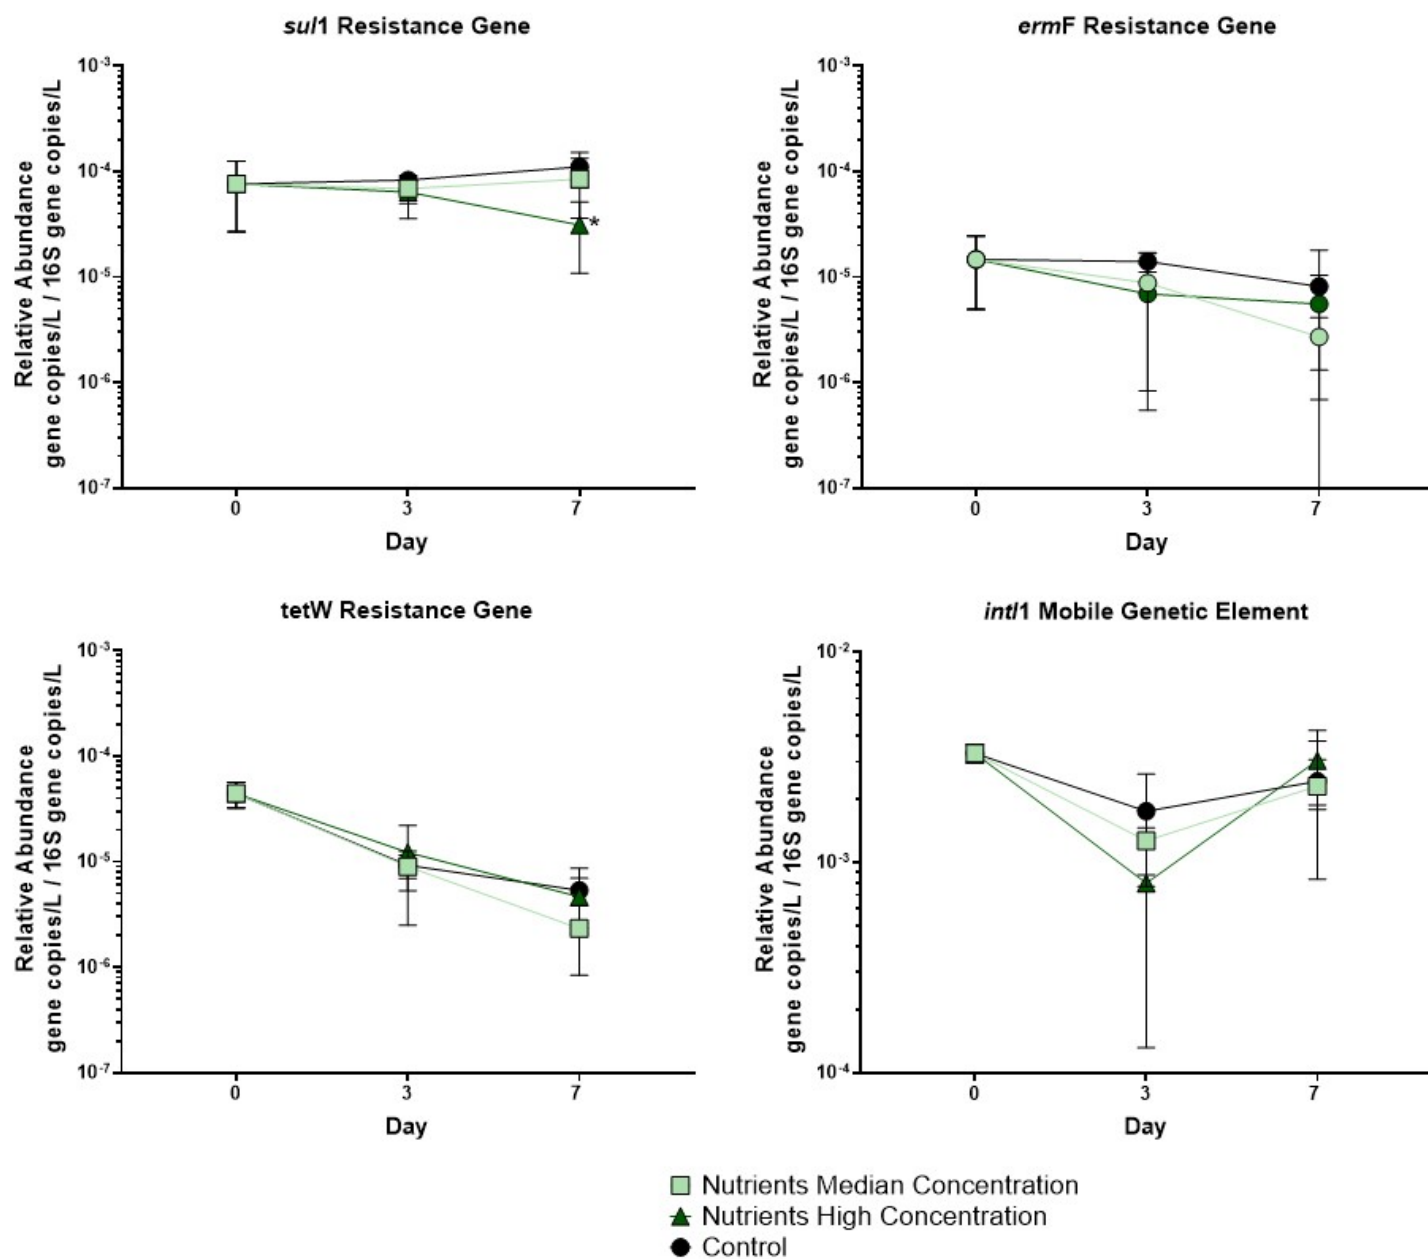 sul1 Resistance Gene
Relative Abundance
gene copies/L / 16S gene copies/L
10-3
10-4
10-5
10-6
10-7
*
0 3 7
Day
ermF Resistance Gene
Relative Abundance
gene copies/L / 16S gene copies/L
10-3
10-4
10-5
10-6
10-7
0 3 7
Day
tetW Resistance Gene
Relative Abundance
gene copies/L / 16S gene copies/L
10-3
10-4
10-5
10-6
10-7
0 3 7
Day
intI1 Mobile Genetic Element
Relative Abundance
gene copies/L / 16S gene copies/L
10-2
10-3
10-4
0 3 7
Day
Nutrients Median Concentration
Nutrients High Concentration
Control